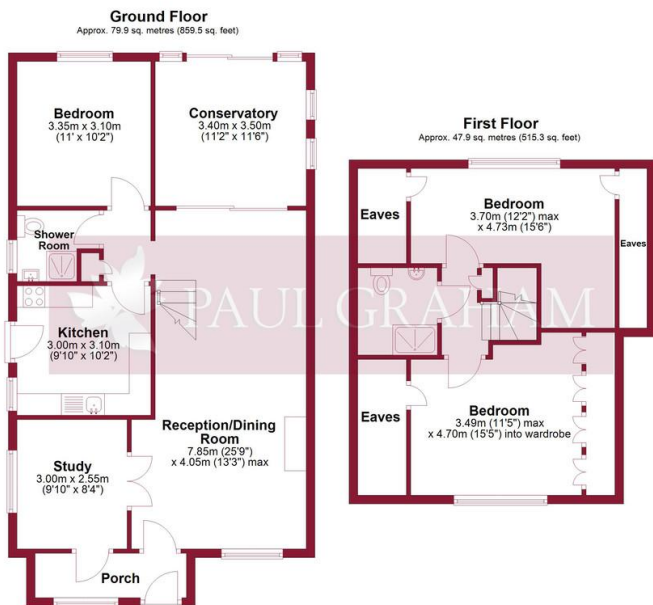 Ground Floor
Approx. 79.9 sq. metres (859.5 sq. feet)
Bedroom
3.35m x 3.10m
(11' x 10'2")
Conservatory
3.40m x 3.50m
(11'2" x 11'6")
Shower
Room
Kitchen
3.00m x 3.10m
(9'10" x 10'2")
Reception/Dining
Room
7.85m (25'9")
x 4.05m (13'3") max
Study
3.00m x 2.55m
(9'10" x 8'4")
Porch
First Floor
Approx. 47.9 sq. metres (515.3 sq. feet)
Eaves
Bedroom
3.70m (12'2") max
x 4.73m (15'6")
Eaves
Eaves
Bedroom
3.49m (11'5") max
x 4.70m (15'5") into wardrobe
PAUL GRAHAM